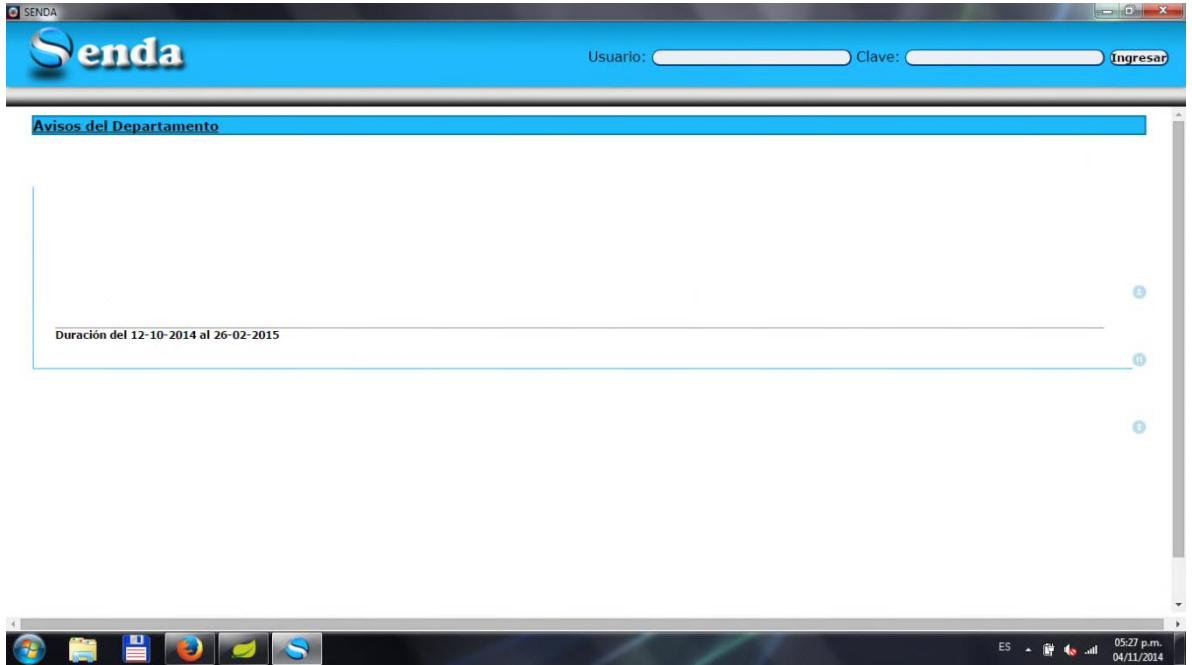 SENDA
Senda
Usuario: Clave: Ingresar
Avisos del Departamento
Duración del 12-10-2014 al 26-02-2015
ES
05:27 p.m.
04/11/2014